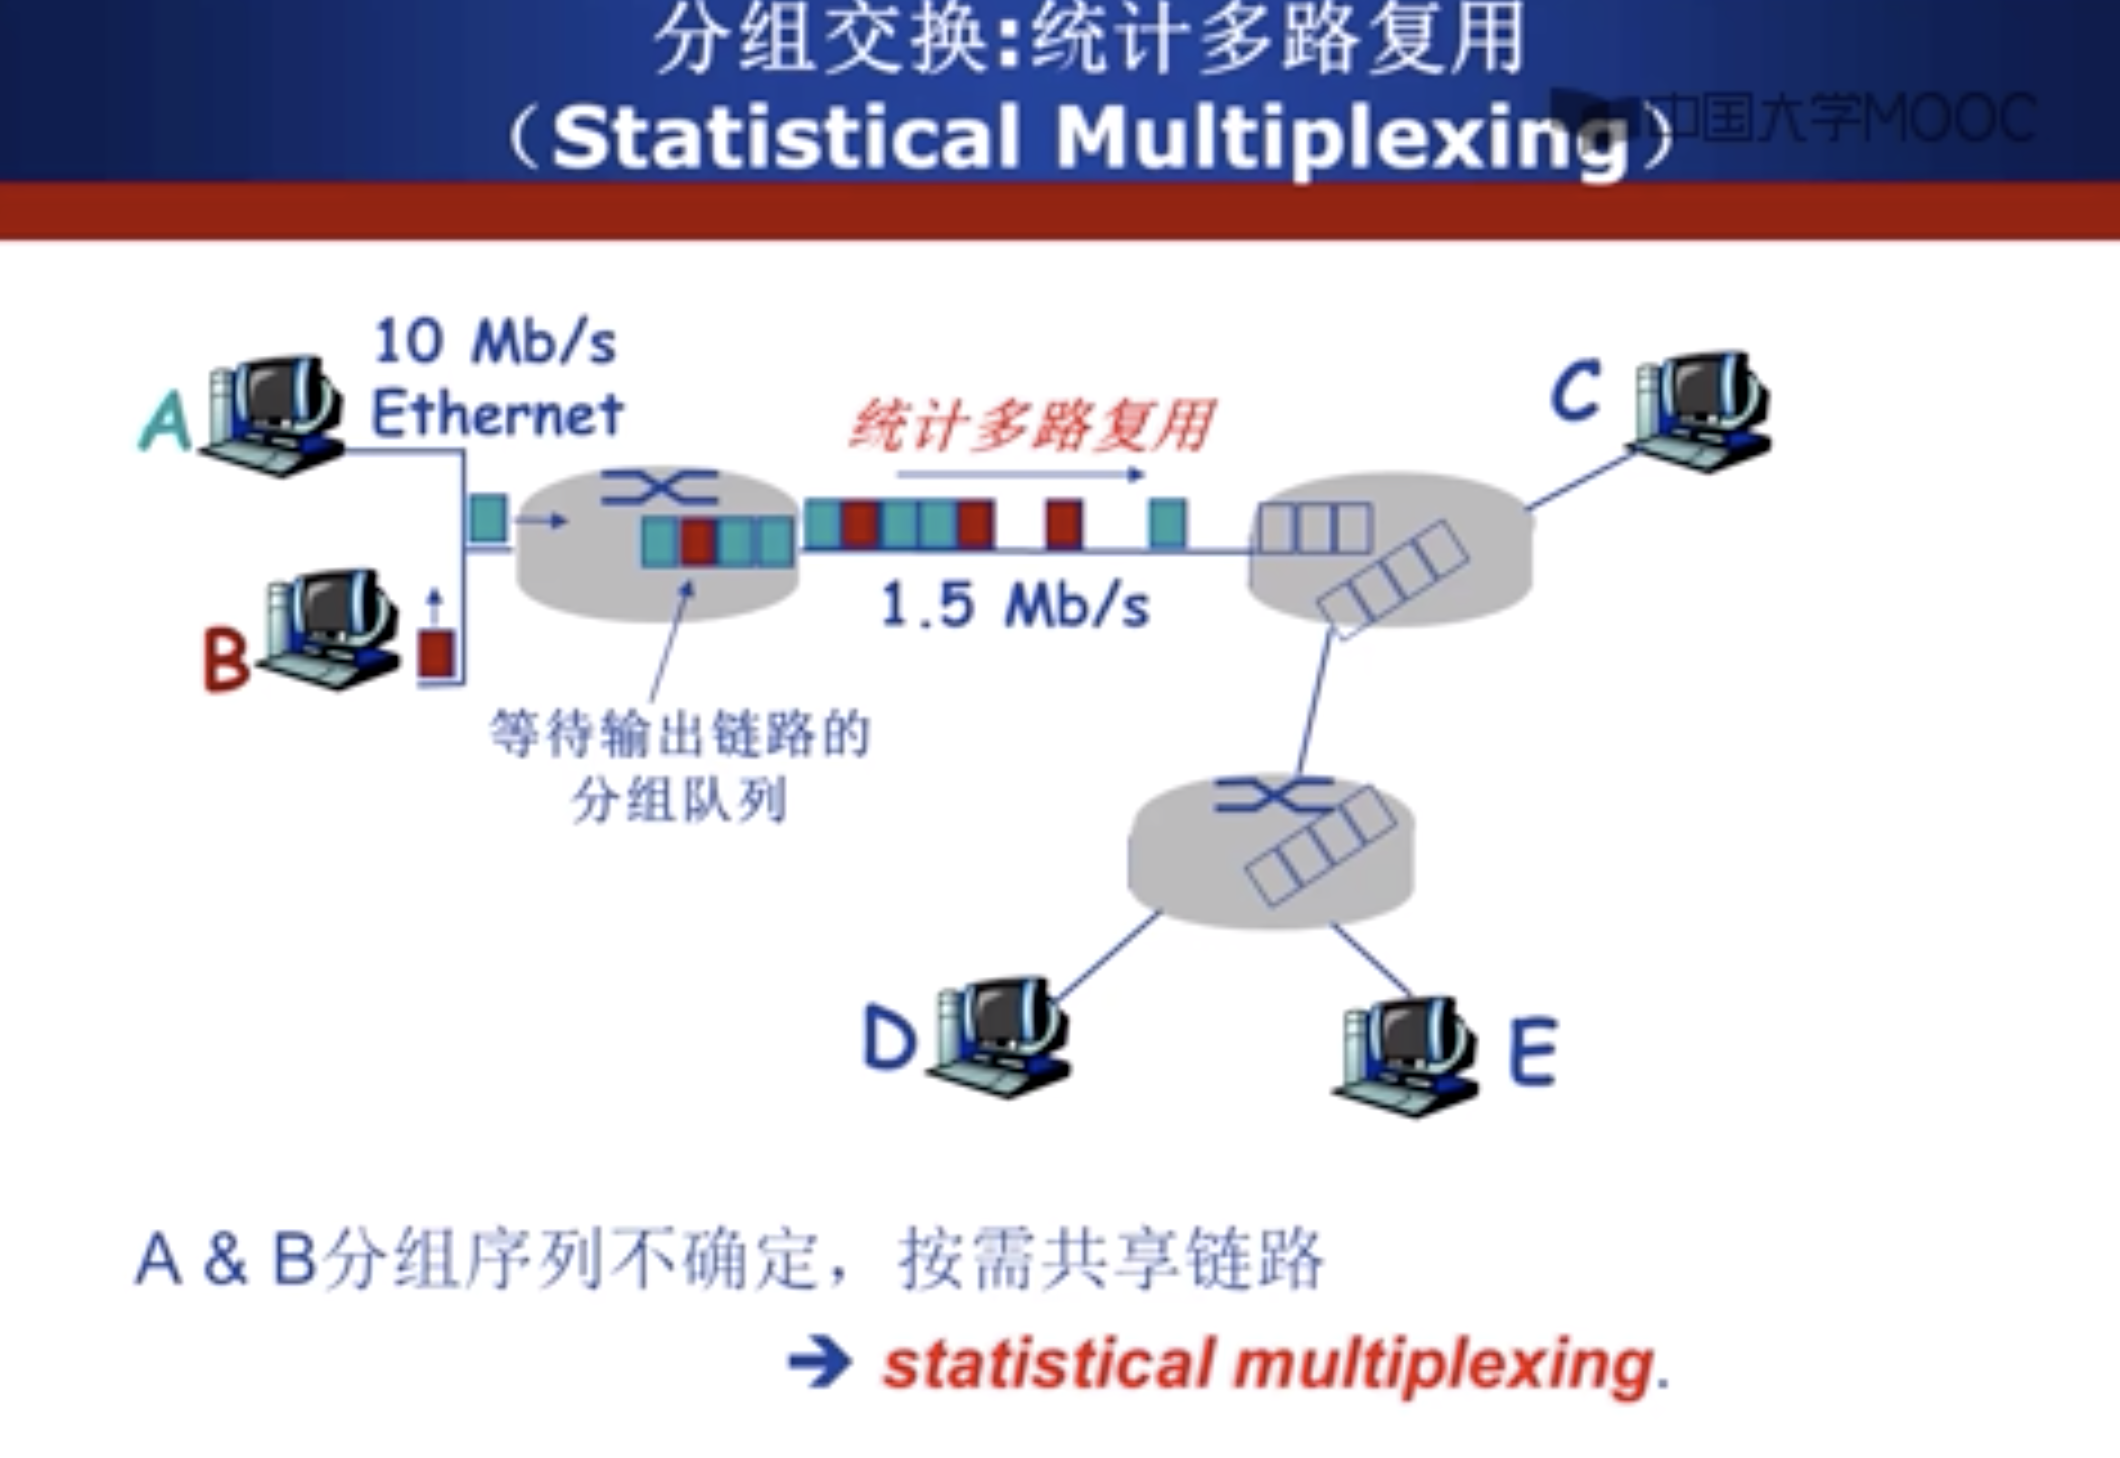 分组交换:统计多路复用
（Statistical Multiplexing）
中国大学MOOC
10 Mb/s
Ethernet
A
统计多路复用
C
1.5 Mb/s
B
等待输出链路的
分组队列
D
E
A & B分组序列不确定，按需共享链路
➔ statistical multiplexing.